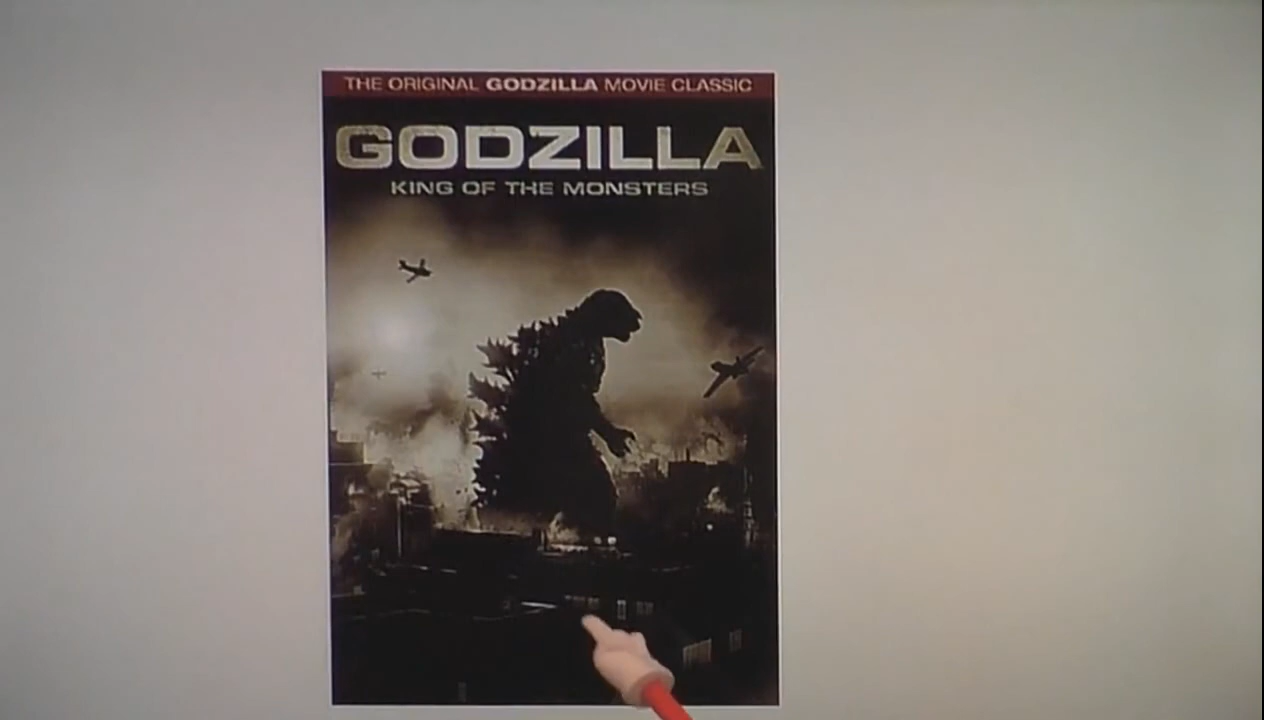 THE ORIGINAL GODZILLA MOVIE CLASSIC
GODZILLA
KING OF THE MONSTERS